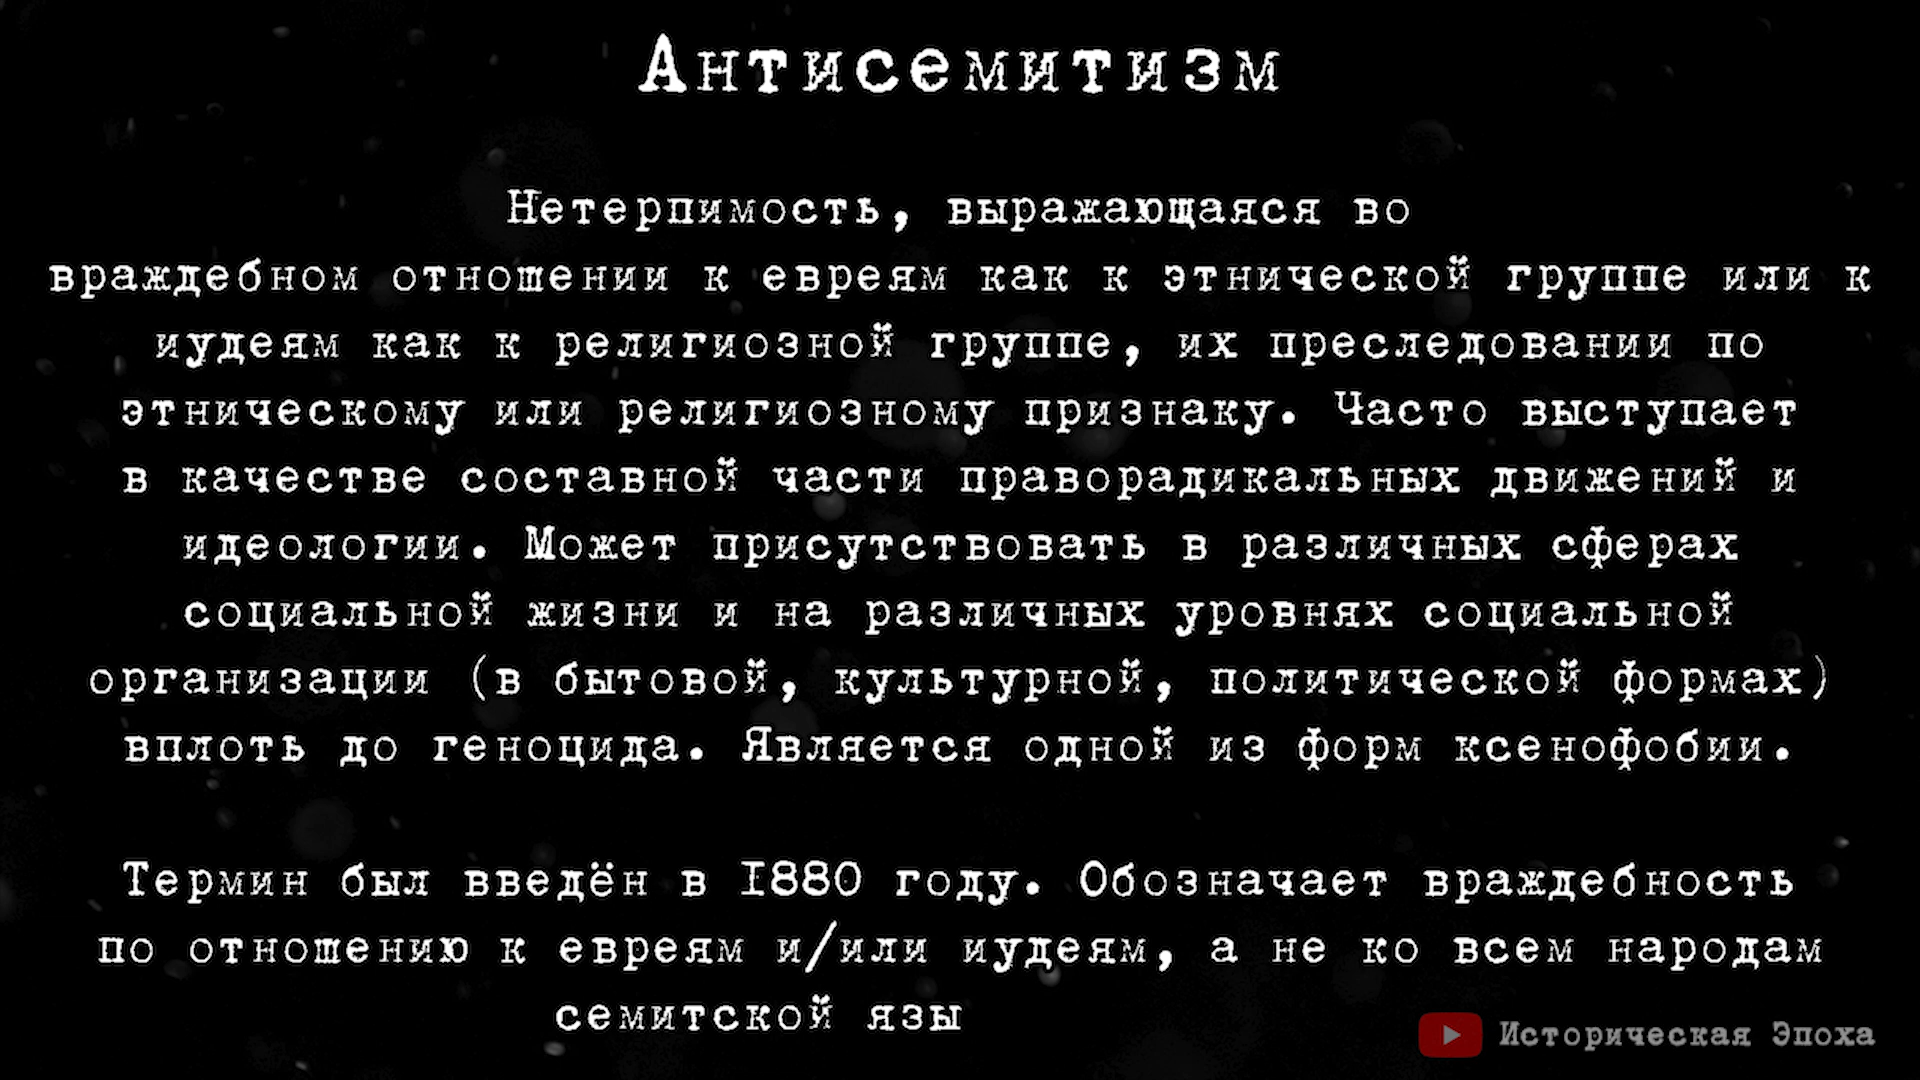 Антисемитизм
Нетерпимость, выражающаяся во
враждебном отношении к евреям как к этнической группе или к
иудеям как к религиозной группе, их преследовании по
этническому или религиозному признаку. Часто выступает
в качестве составной части праворадикальных движений и
идеологии. Может присутствовать в различных сферах
социальной жизни и на различных уровнях социальной
организации (в бытовой, культурной, политической формах)
вплоть до геноцида. Является одной из форм ксенофобии.
Термин был введён в 1880 году. Обозначает враждебность
по отношению к евреям и/или иудеям, а не ко всем народам
семитской язы
Историческая Эпоха